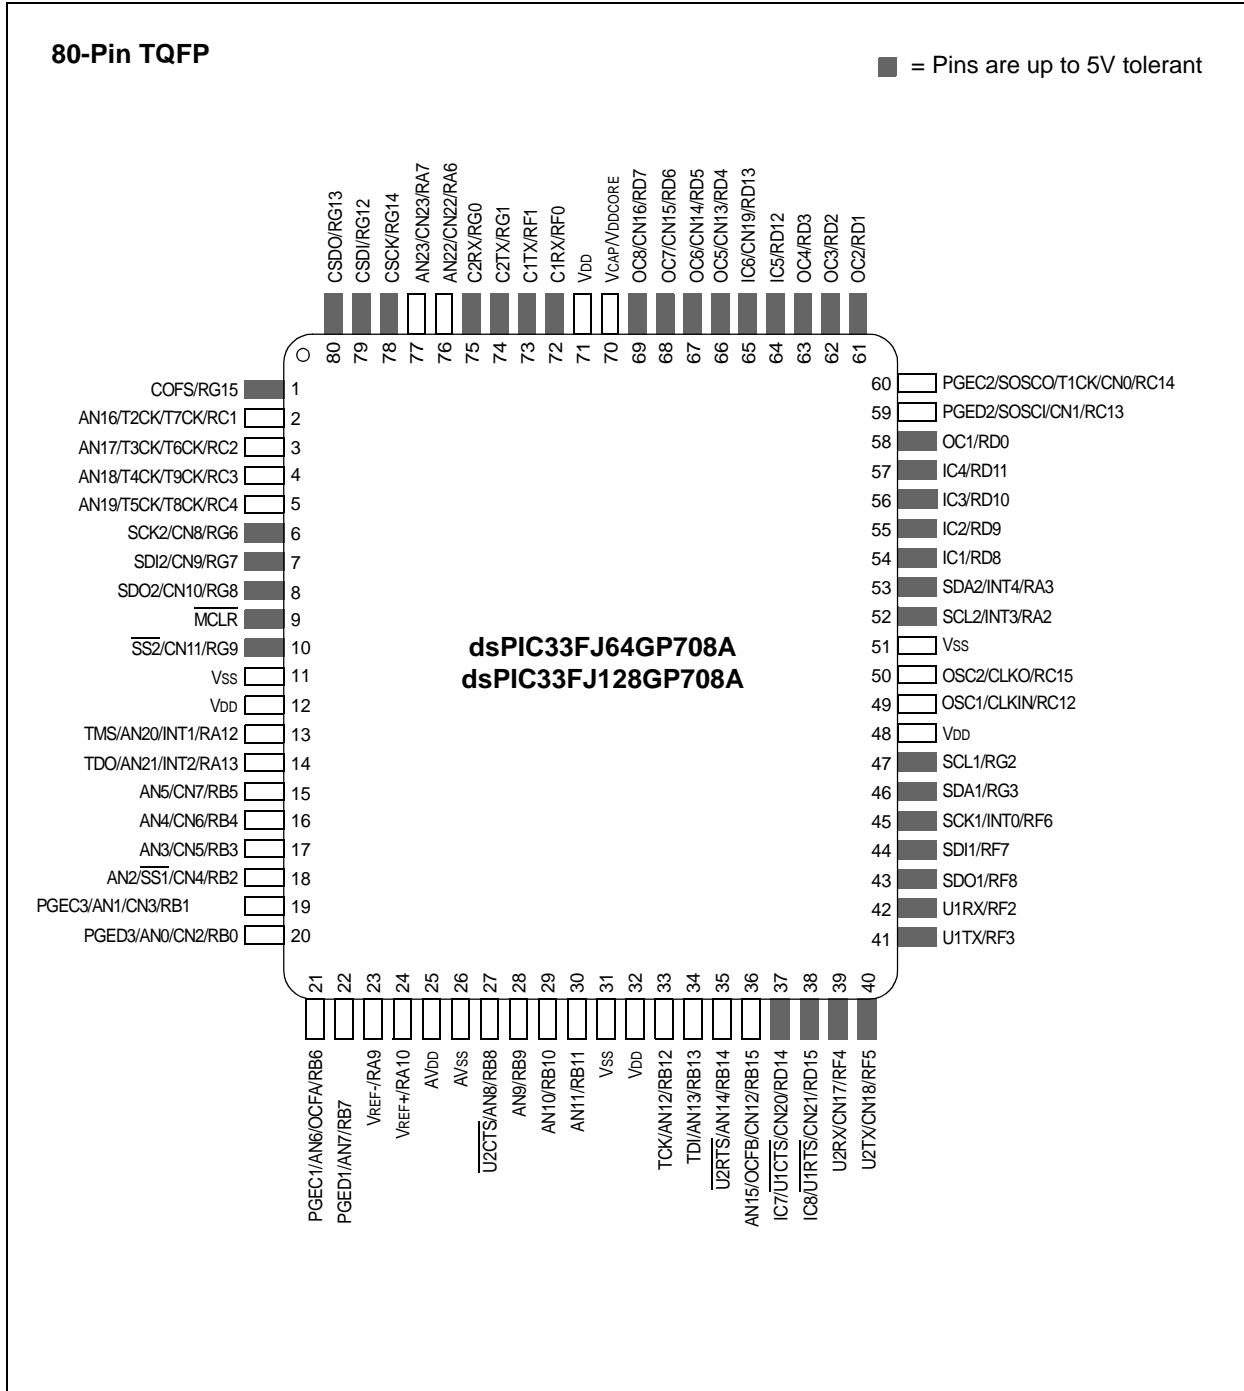 80-Pin TQFP
= Pins are up to 5V tolerant
CSDO/RG13
CSDI/RG12
CSCK/RG14
AN23/CN23/RA7
AN22/CN22/RA6
C2RX/RG0
C2TX/RG1
C1TX/RF1
C1RX/RF0
VDD
VCAP/VDDCORE
OC8/CN16/RD7
OC7/CN15/RD6
OC6/CN14/RD5
OC5/CN13/RD4
IC6/CN19/RD13
IC5/RD12
OC4/RD3
OC3/RD2
OC2/RD1
80
79
78
77
76
75
74
73
72
71
70
69
68
67
66
65
64
63
62
61
COFS/RG15 1
AN16/T2CK/T7CK/RC1 2
AN17/T3CK/T6CK/RC2 3
AN18/T4CK/T9CK/RC3 4
AN19/T5CK/T8CK/RC4 5
SCK2/CN8/RG6 6
SDI2/CN9/RG7 7
SDO2/CN10/RG8 8
MCLR 9
SS2/CN11/RG9 10
VSS 11
VDD 12
TMS/AN20/INT1/RA12 13
TDO/AN21/INT2/RA13 14
AN5/CN7/RB5 15
AN4/CN6/RB4 16
AN3/CN5/RB3 17
AN2/SS1/CN4/RB2 18
PGEC3/AN1/CN3/RB1 19
PGED3/AN0/CN2/RB0 20
dsPIC33FJ64GP708A
dsPIC33FJ128GP708A
60 PGEC2/SOSCO/T1CK/CN0/RC14
59 PGED2/SOSCI/CN1/RC13
58 OC1/RD0
57 IC4/RD11
56 IC3/RD10
55 IC2/RD9
54 IC1/RD8
53 SDA2/INT4/RA3
52 SCL2/INT3/RA2
51 VSS
50 OSC2/CLKO/RC15
49 OSC1/CLKIN/RC12
48 VDD
47 SCL1/RG2
46 SDA1/RG3
45 SCK1/INT0/RF6
44 SDI1/RF7
43 SDO1/RF8
42 U1RX/RF2
41 U1TX/RF3
21
22
23
24
25
26
27
28
29
30
31
32
33
34
35
36
37
38
39
40
PGEC1/AN6/OCFA/RB6
PGED1/AN7/RB7
VREF-/RA9
VREF+/RA10
AVDD
AVSS
U2CTS/AN8/RB8
AN9/RB9
AN10/RB10
AN11/RB11
VSS
VDD
TCK/AN12/RB12
TDI/AN13/RB13
U2RTS/AN14/RB14
AN15/OCFB/CN12/RB15
IC7/U1CTS/CN20/RD14
IC8/U1RTS/CN21/RD15
U2RX/CN17/RF4
U2TX/CN18/RF5